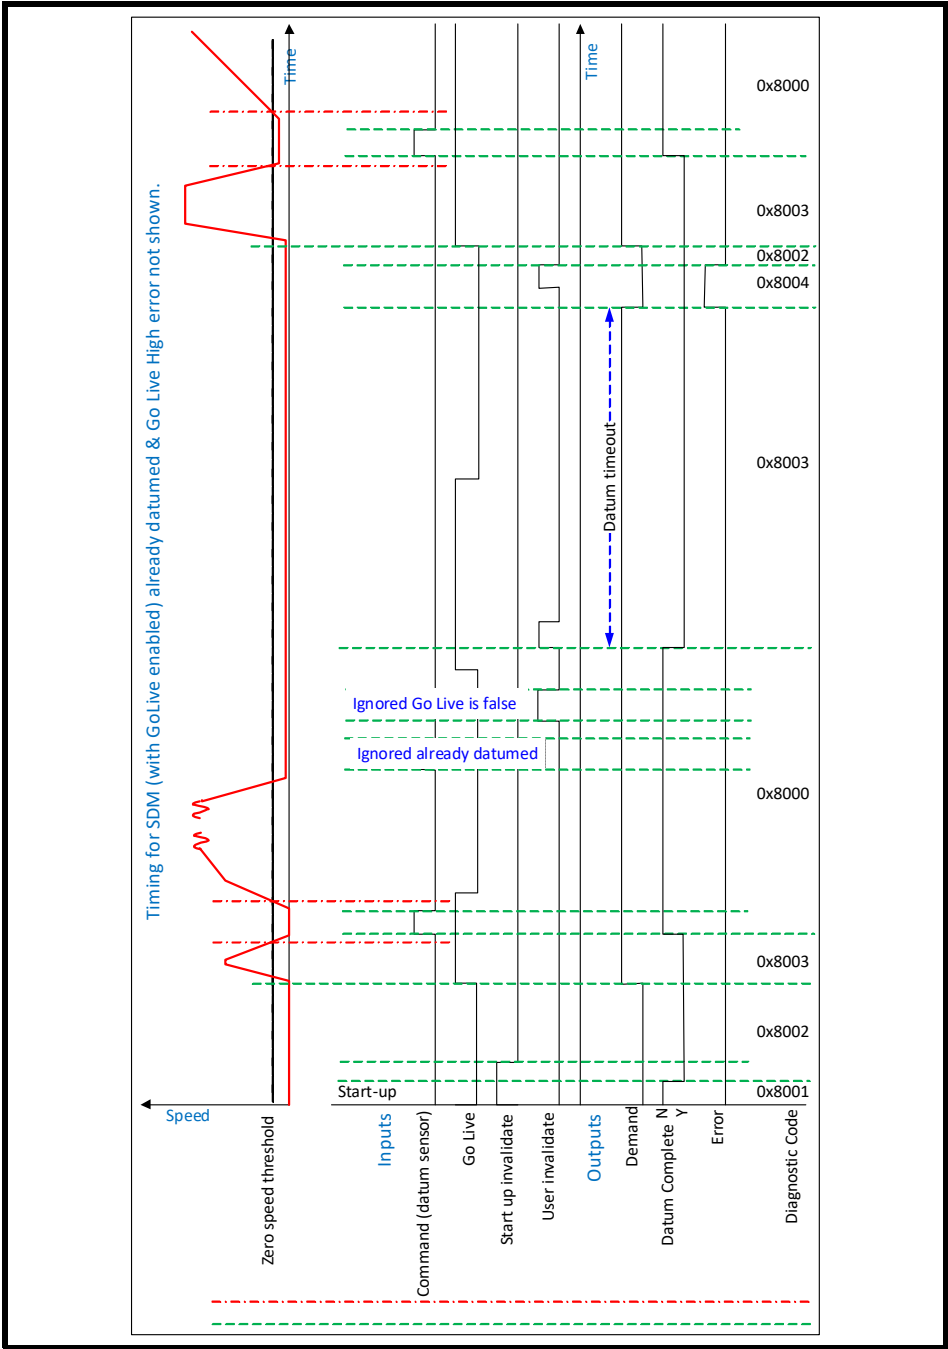 Timing for SDM (with GoLive enabled) already datumed & Go Live High error not shown.
Time
Time
0x8000
0x8003
0x8002
0x8004
0x8003
Datum timeout
Ignored Go Live is false
Ignored already datumed
0x8000
0x8003
0x8002
Start-up
0x8001
Speed
Zero speed threshold
Inputs
Command (datum sensor)
Go Live
Start up invalidate
User invalidate
Outputs
Demand
Datum Complete N
Y
Error
Diagnostic Code